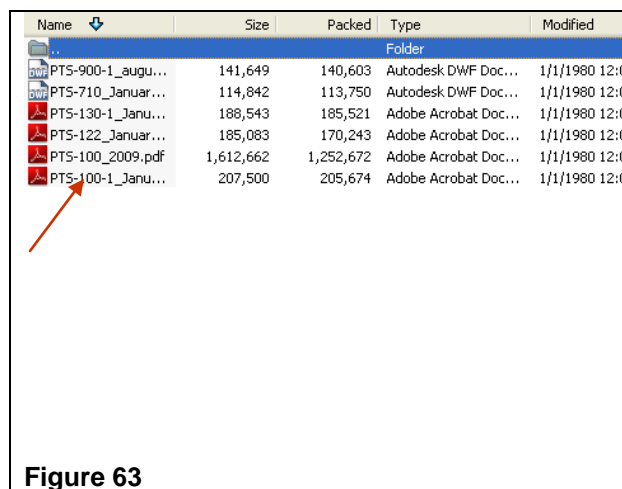 Name Size Packed Type Modified
.. Folder
PTS-900-1_augu... 141,649 140,603 Autodesk DWF Doc... 1/1/1980 12:0
PTS-710_Januar... 114,842 113,750 Autodesk DWF Doc... 1/1/1980 12:0
PTS-130-1_Janu... 188,543 185,521 Adobe Acrobat Doc... 1/1/1980 12:0
PTS-122_Januar... 185,083 170,243 Adobe Acrobat Doc... 1/1/1980 12:0
PTS-100_2009.pdf 1,612,662 1,252,672 Adobe Acrobat Doc... 1/1/1980 12:0
PTS-100-1_Janu... 207,500 205,674 Adobe Acrobat Doc... 1/1/1980 12:0
Figure 63